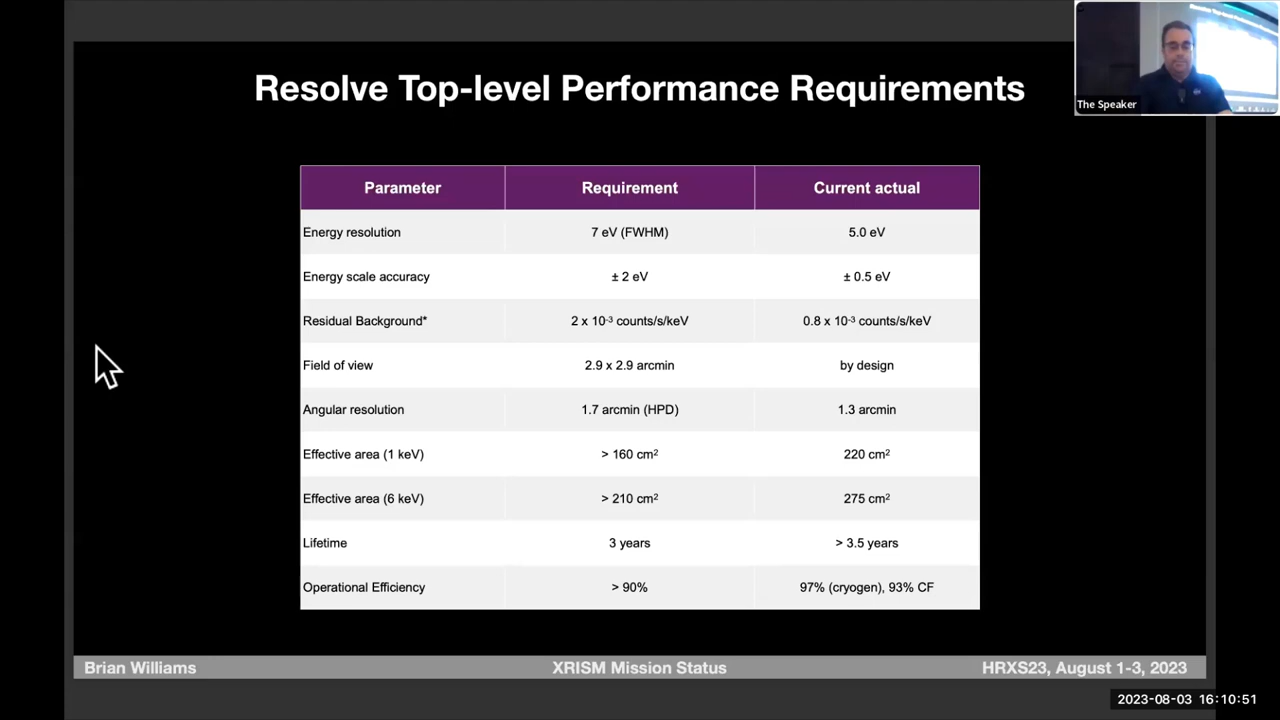 Resolve Top-level Performance Requirements
The Speaker
Parameter Requirement Current actual
Energy resolution 7 eV (FWHM) 5.0 eV
Energy scale accuracy ± 2 eV ± 0.5 eV
Residual Background* 2 x 10⁻³ counts/s/keV 0.8 x 10⁻³ counts/s/keV
Field of view 2.9 x 2.9 arcmin by design
Angular resolution 1.7 arcmin (HPD) 1.3 arcmin
Effective area (1 keV) > 160 cm² 220 cm²
Effective area (6 keV) > 210 cm² 275 cm²
Lifetime 3 years > 3.5 years
Operational Efficiency > 90% 97% (cryogen), 93% CF
Brian Williams XRISM Mission Status HRXS23, August 1-3, 2023
2023-08-03 16:10:51